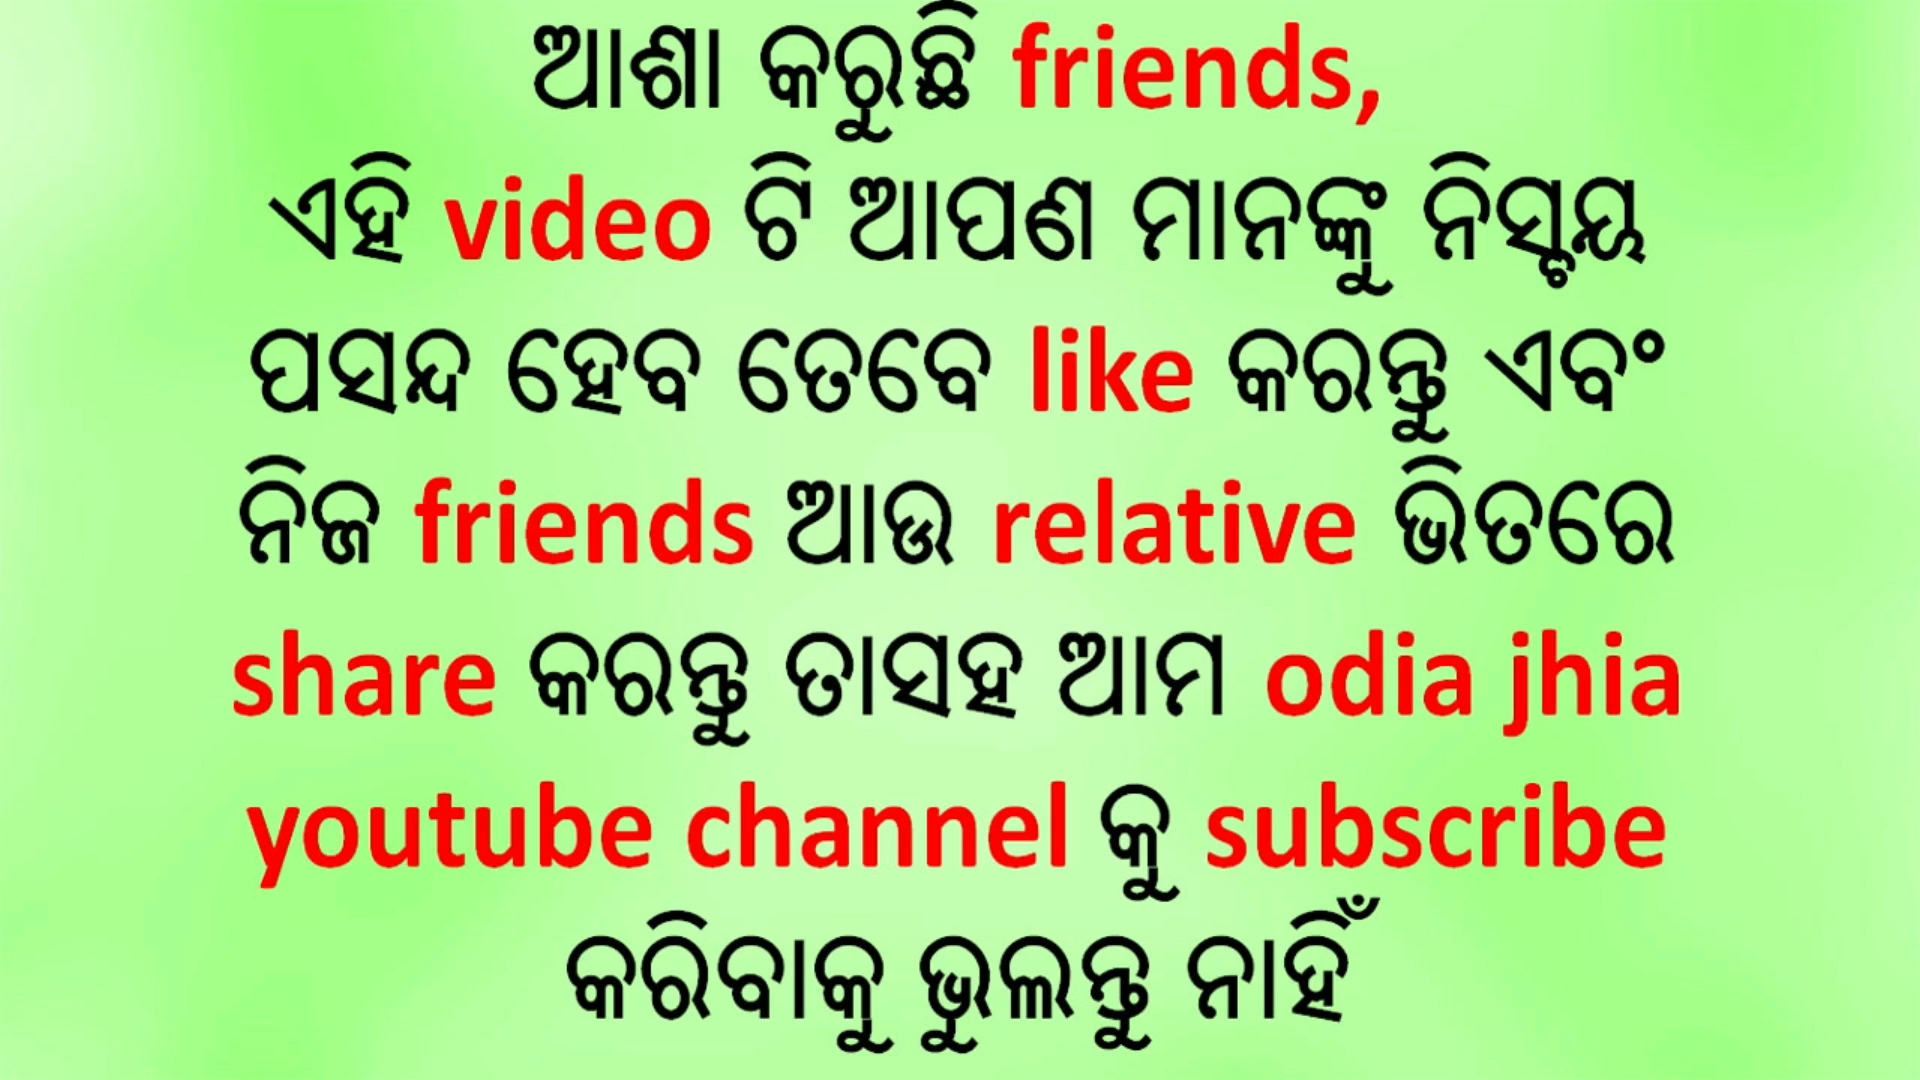 ଆଶା କରୁଛି friends,
ଏହି video ଟି ଆପଣ ମାନଙ୍କୁ ନିସ୍ଚୟ
ପସନ୍ଦ ହେବ ତେବେ like କରନ୍ତୁ ଏବଂ
ନିଜ friends ଆଉ relative ଭିତରେ
share କରନ୍ତୁ ତାସହ ଆମ odia jhia
youtube channel କୁ subscribe
କରିବାକୁ ଭୁଲନ୍ତୁ ନାହିଁ